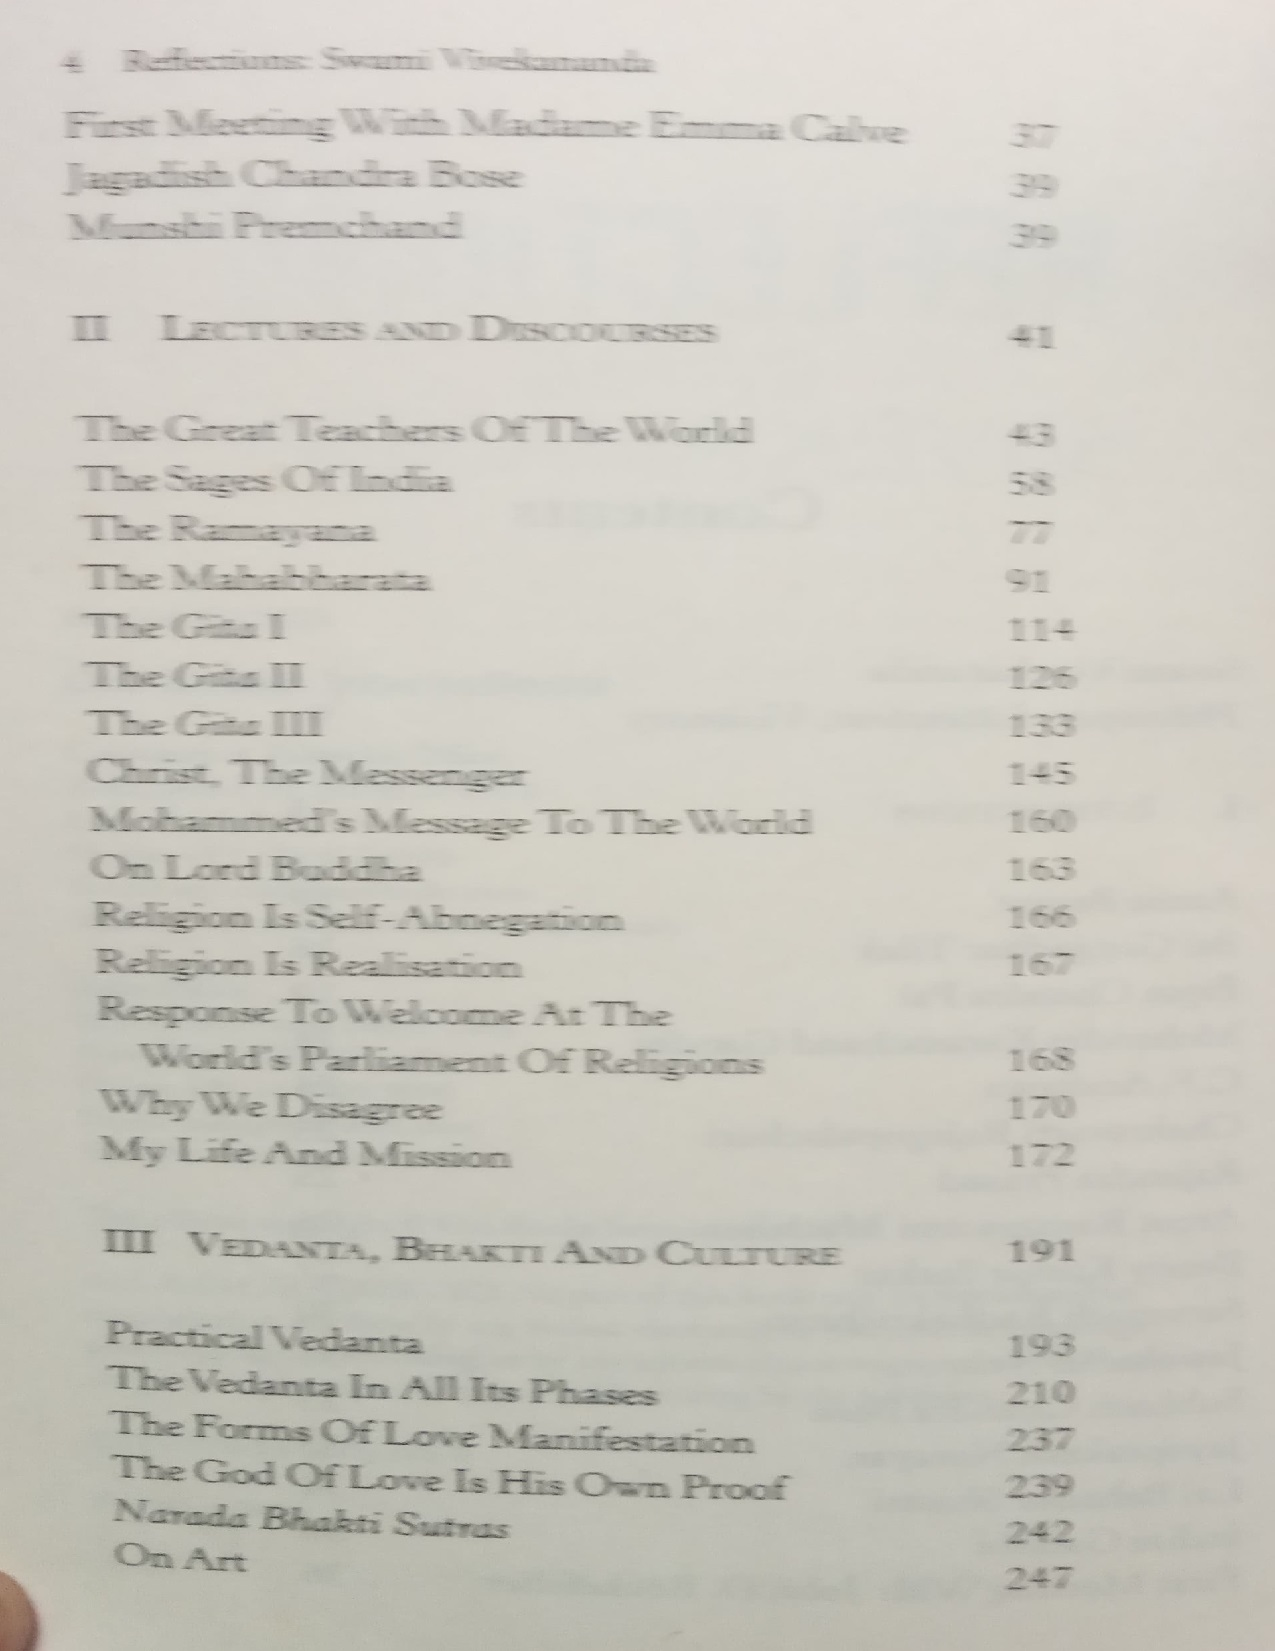 4 Reflections: Swami Vivekananda
First Meeting With Madame Emma Calve 37
Jagadish Chandra Bose 39
Munshi Premchand 39
II LECTURES AND DISCOURSES 41
The Great Teachers Of The World 43
The Sages Of India 58
The Ramayana 77
The Mahabharata 91
The Gita I 114
The Gita II 126
The Gita III 133
Christ, The Messenger 145
Mohammed's Message To The World 160
On Lord Buddha 163
Religion Is Self-Abnegation 166
Religion Is Realisation 167
Response To Welcome At The
World's Parliament Of Religions 168
Why We Disagree 170
My Life And Mission 172
III VEDANTA, BHAKTI AND CULTURE 191
Practical Vedanta 193
The Vedanta In All Its Phases 210
The Forms Of Love Manifestation 237
The God Of Love Is His Own Proof 239
Narada Bhakti Sutras 242
On Art 247